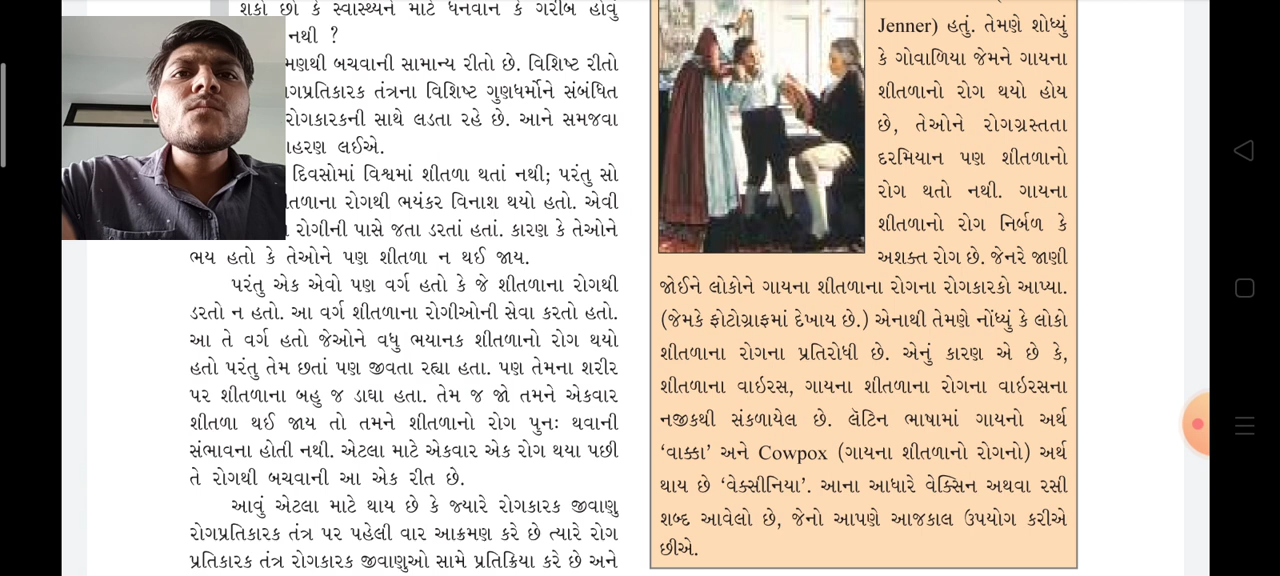 શકો છો કે સ્વાસ્થ્યને માટે ધનવાન કે ગરીબ હોવું
નથી ?
મણથી બચવાની સામાન્ય રીતો છે. વિશિષ્ટ રીતો
ગપ્રતિકારક તંત્રના વિશિષ્ટ ગુણધર્મોને સંબંધિત
રોગકારકની સાથે લડતા રહે છે. આને સમજવા
ાહરણ લઈએ.
દિવસોમાં વિશ્વમાં શીતળા થતાં નથી; પરંતુ સો
તળાના રોગથી ભયંકર વિનાશ થયો હતો. એવી
રોગીની પાસે જતા ડરતાં હતાં. કારણ કે તેઓને
ભય હતો કે તેઓને પણ શીતળા ન થઈ જાય.
પરંતુ એક એવો પણ વર્ગ હતો કે જે શીતળાના રોગથી
ડરતો ન હતો. આ વર્ગ શીતળાના રોગીઓની સેવા કરતો હતો.
આ તે વર્ગ હતો જેઓને વધુ ભયાનક શીતળાનો રોગ થયો
હતો પરંતુ તેમ છતાં પણ જીવતા રહ્યા હતા. પણ તેમના શરીર
પર શીતળાના બહુ જ ડાઘા હતા. તેમ જ જો તમને એકવાર
શીતળા થઈ જાય તો તમને શીતળાનો રોગ પુનઃ થવાની
સંભાવના હોતી નથી. એટલા માટે એકવાર એક રોગ થયા પછી
તે રોગથી બચવાની આ એક રીત છે.
આવું એટલા માટે થાય છે કે જ્યારે રોગકારક જીવાણુ
રોગપ્રતિકારક તંત્ર પર પહેલી વાર આક્રમણ કરે છે ત્યારે રોગ
પ્રતિકારક તંત્ર રોગકારક જીવાણુઓ સામે પ્રતિક્રિયા કરે છે અને
Jenner) હતું. તેમણે શોધ્યું
કે ગોવાળિયા જેમને ગાયના
શીતળાનો રોગ થયો હોય
છે, તેઓને રોગગ્રસ્તતા
દરમિયાન પણ શીતળાનો
રોગ થતો નથી. ગાયના
શીતળાનો રોગ નિર્બળ કે
અશક્ત રોગ છે. જેનરે જાણી
જોઈને લોકોને ગાયના શીતળાના રોગના રોગકારકો આપ્યા.
(જેમકે ફોટોગ્રાફમાં દેખાય છે.) એનાથી તેમણે નોંધ્યું કે લોકો
શીતળાના રોગના પ્રતિરોધી છે. એનું કારણ એ છે કે,
શીતળાના વાઇરસ, ગાયના શીતળાના રોગના વાઇરસના
નજીકથી સંકળાયેલ છે. લૅટિન ભાષામાં ગાયનો અર્થ
‘વાક્કા’ અને Cowpox (ગાયના શીતળાનો રોગનો) અર્થ
થાય છે ‘વેક્સીનિયા’. આના આધારે વેક્સિન અથવા રસી
શબ્દ આવેલો છે, જેનો આપણે આજકાલ ઉપયોગ કરીએ
છીએ.